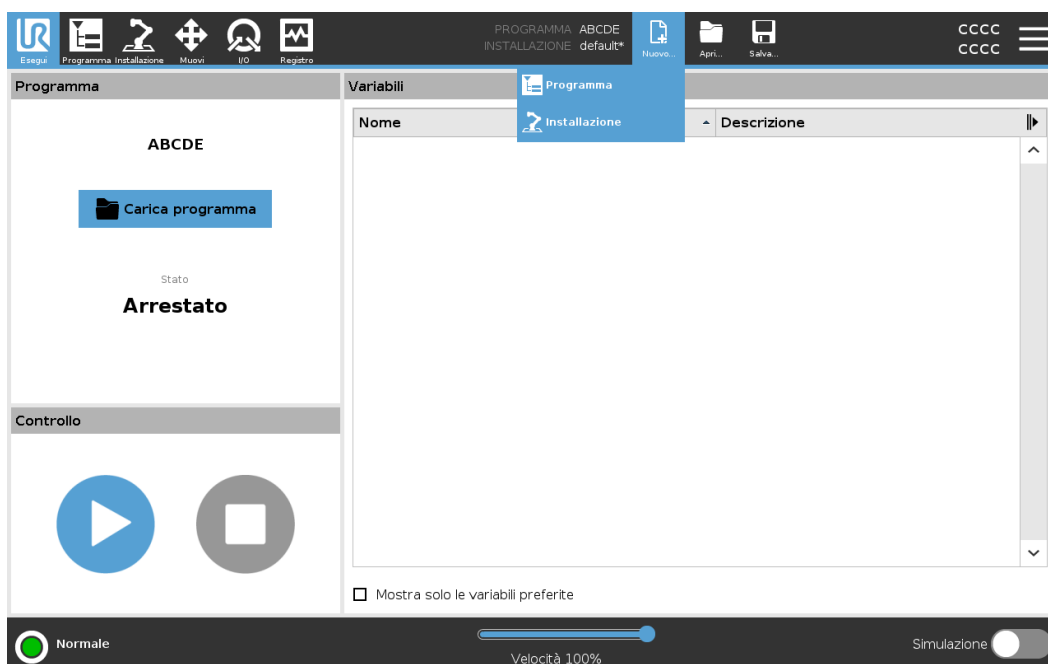 PROGRAMMA ABCDE
INSTALLAZIONE default*
CCCC
CCCC
Esegui Programma Installazione Muovi I/O Registro Nuovo... Apri... Salva...
Programma
Variabili
Programma
Installazione
Nome Descrizione
ABCDE
Carica programma
Stato
Arrestato
Controllo
Mostra solo le variabili preferite
Normale
Velocità 100%
Simulazione